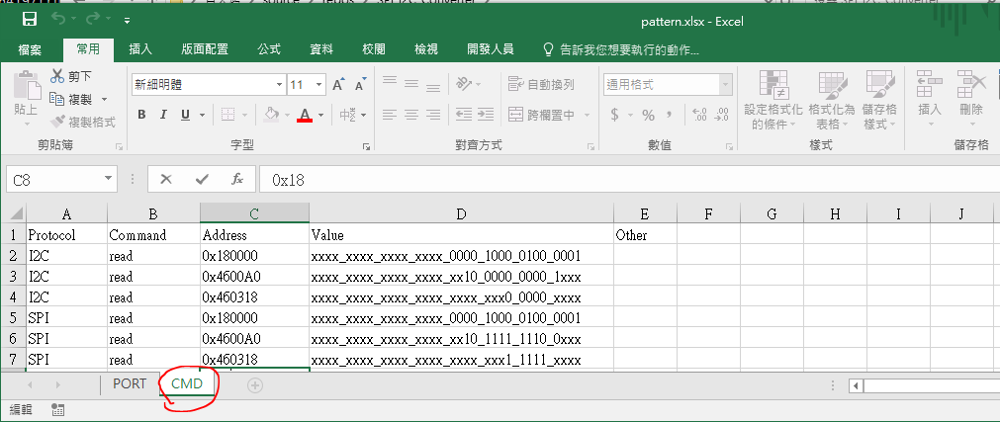 pattern.xlsx - Excel
檔案 常用 插入 版面配置 公式 資料 校閱 檢視 開發人員 告訴我您想要執行的動作...
貼上 剪下 複製 複製格式 剪貼簿
新細明體 11 A A B I U A 中 字型
自動換列 跨欄置中 對齊方式
通用格式 $ % , 數值
設定格式化的條件 格式化為表格 儲存格樣式 樣式
插入 刪除 儲存格
C8 fx 0x18
A B C D E F G H I J
1 Protocol Command Address Value Other
2 I2C read 0x180000 xxxx_xxxx_xxxx_xxxx_0000_1000_0100_0001
3 I2C read 0x4600A0 xxxx_xxxx_xxxx_xxxx_xx10_0000_0000_1xxx
4 I2C read 0x460318 xxxx_xxxx_xxxx_xxxx_xxxx_xxx0_0000_xxxx
5 SPI read 0x180000 xxxx_xxxx_xxxx_xxxx_0000_1000_0100_0001
6 SPI read 0x4600A0 xxxx_xxxx_xxxx_xxxx_xx10_1111_1110_0xxx
7 SPI read 0x460318 xxxx_xxxx_xxxx_xxxx_xxxx_xxx1_1111_xxxx
PORT CMD
編輯